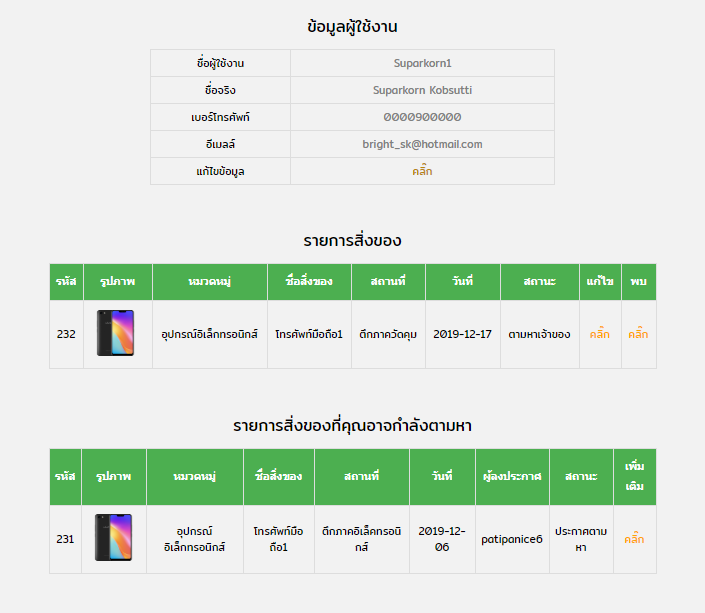 ข้อมูลผู้ใช้งาน
ชื่อผู้ใช้งาน Suparkorn1
ชื่อจริง Suparkorn Kobsutti
เบอร์โทรศัพท์ 0000900000
อีเมลล์ bright_sk@hotmail.com
แก้ไขข้อมูล คลิ๊ก
รายการสิ่งของ
รหัส รูปภาพ หมวดหมู่ ชื่อสิ่งของ สถานที่ วันที่ สถานะ แก้ไข พบ
232 อุปกรณ์อิเล็กทรอนิกส์ โทรศัพท์มือถือ1 ตึกภาควัดคุม 2019-12-17 ตามหาเจ้าของ คลิ๊ก คลิ๊ก
รายการสิ่งของที่คุณอาจกำลังตามหา
รหัส รูปภาพ หมวดหมู่ ชื่อสิ่งของ สถานที่ วันที่ ผู้ลงประกาศ สถานะ เพิ่ม
เติม
231 อุปกรณ์ โทรศัพท์มือ ตึกภาคอิเล็คทรอนิ 2019-12- patipanice6 ประกาศตาม คลิ๊ก
อิเล็กทรอนิกส์ ถือ1 กส์ 06 หา